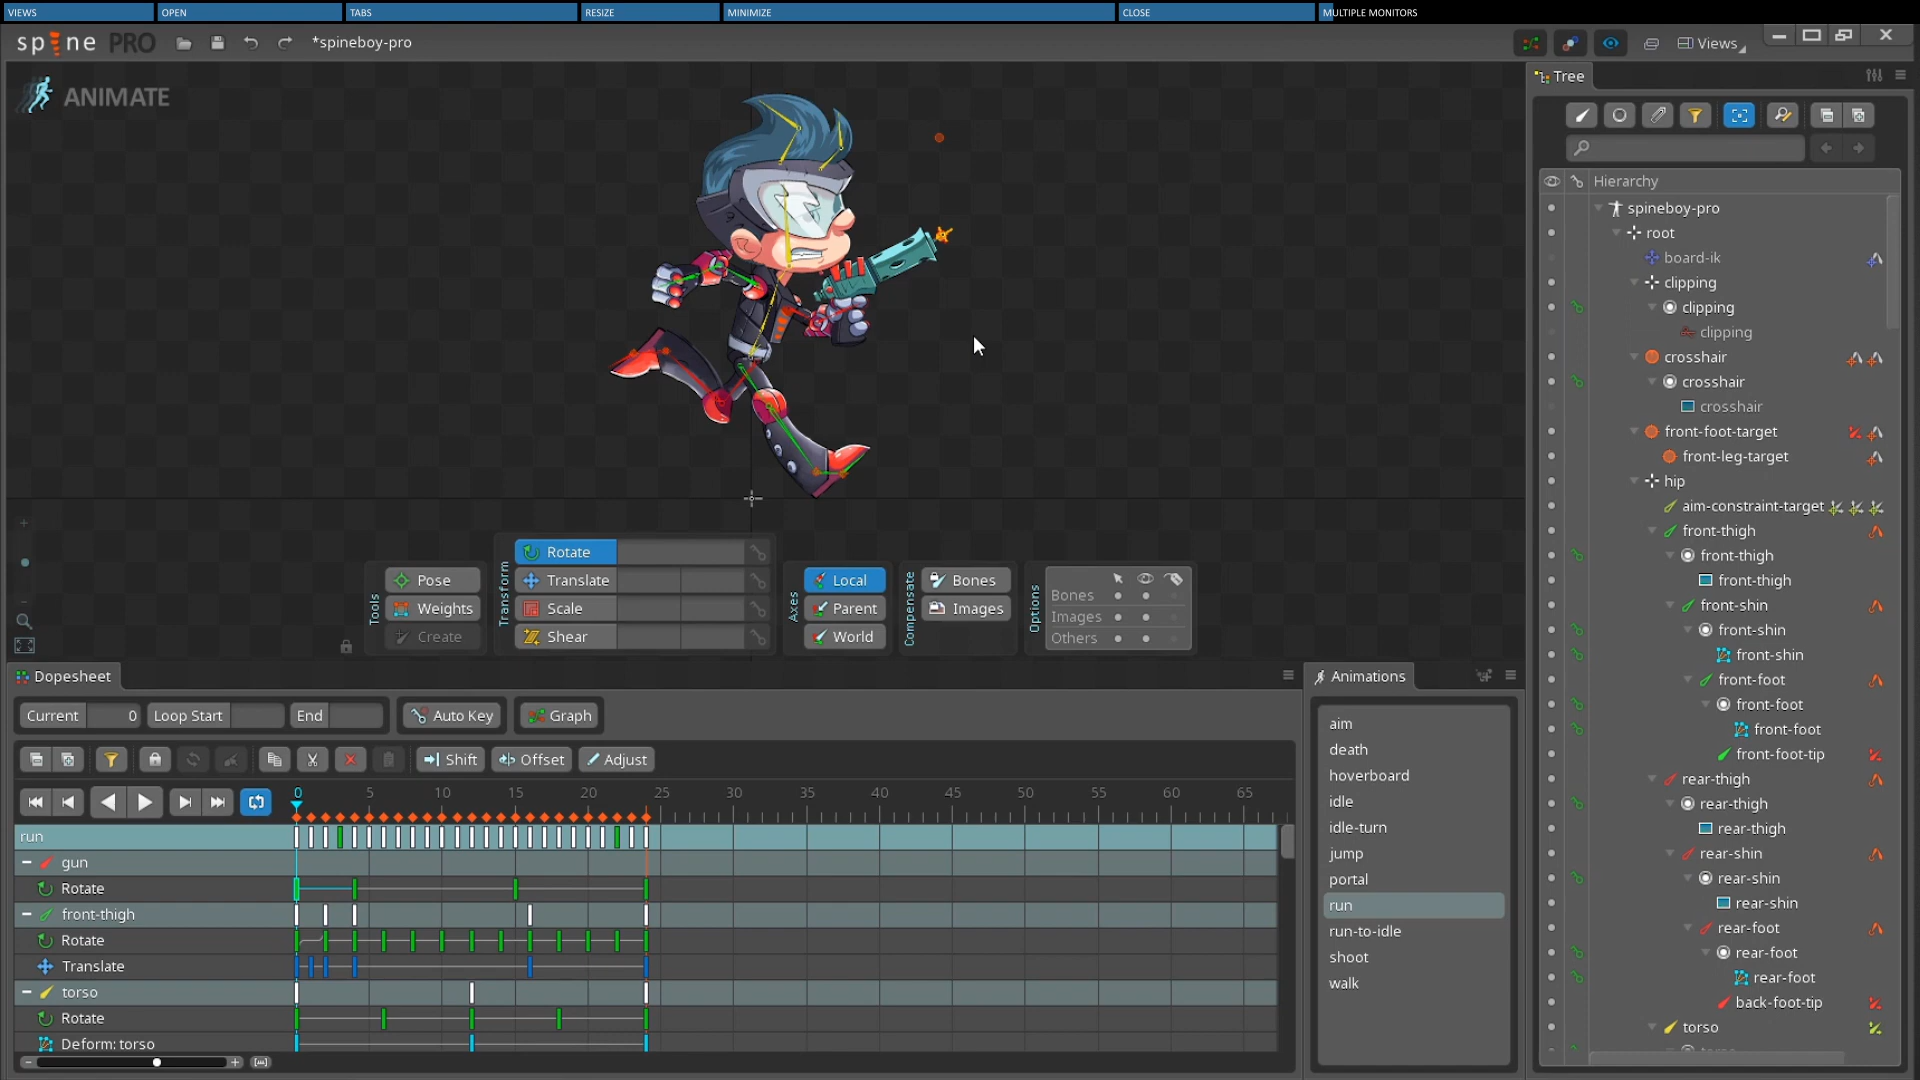 VIEWS OPEN TABS RESIZE MINIMIZE CLOSE MULTIPLE MONITORS
spine PRO *spineboy-pro Views
ANIMATE
Tree
Hierarchy
spineboy-pro
root
board-ik
clipping
clipping
clipping
crosshair
crosshair
crosshair
front-foot-target
front-leg-target
hip
aim-constraint-target
front-thigh
front-thigh
front-thigh
front-shin
front-shin
front-shin
front-foot
front-foot
front-foot
front-foot-tip
rear-thigh
rear-thigh
rear-thigh
rear-shin
rear-shin
rear-shin
rear-foot
rear-foot
rear-foot
back-foot-tip
torso
Tools
Pose
Weights
Create
Transform
Rotate
Translate
Scale
Shear
Axes
Local
Parent
World
Compensate
Bones
Images
Options
Bones
Images
Others
Dopesheet
Current 0 Loop Start End Auto Key Graph
Shift Offset Adjust
0 5 10 15 20 25 30 35 40 45 50 55 60 65
run
gun
Rotate
front-thigh
Rotate
Translate
torso
Rotate
Deform: torso
Animations
aim
death
hoverboard
idle
idle-turn
jump
portal
run
run-to-idle
shoot
walk